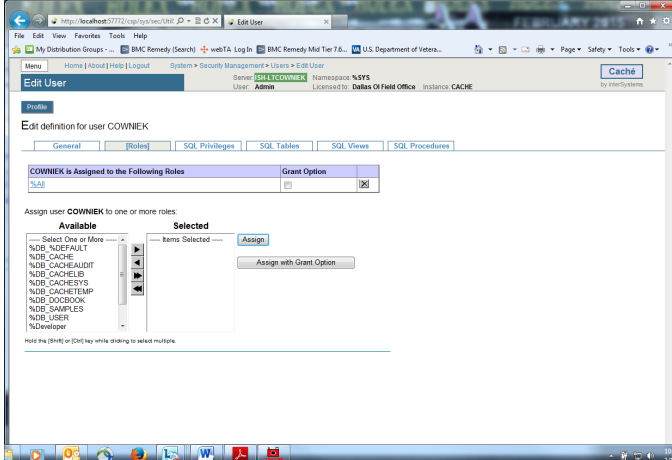 FEBRUARY 2015
http://localhost:57772/csp/sys/sec/Util
Edit User
File Edit View Favorites Tools Help
My Distribution Groups - ... BMC Remedy (Search) webTA Log In BMC Remedy Mid Tier 7.6... U.S. Department of Vetera...
Page Safety Tools
Menu Home | About | Help | Logout System > Security Management > Users > Edit User
Caché
by InterSystems
Edit User
Server: ISH-LTCOWNIEK Namespace: %SYS
User: Admin Licensed to: Dallas OI Field Office Instance: CACHE
Profile
Edit definition for user COWNIEK
General [Roles] SQL Privileges SQL Tables SQL Views SQL Procedures
COWNIEK is Assigned to the Following Roles Grant Option
%All
Assign user COWNIEK to one or more roles:
Available Selected
----- Select One or More ----- ---- Items Selected ---- Assign
%DB_%DEFAULT
%DB_CACHE
%DB_CACHEAUDIT
Assign with Grant Option
%DB_CACHELIB
%DB_CACHESYS
%DB_CACHETEMP
%DB_DOCBOOK
%DB_SAMPLES
%DB_USER
%Developer
Hold the [Shift] or [Ctrl] key while clicking to select multiple.